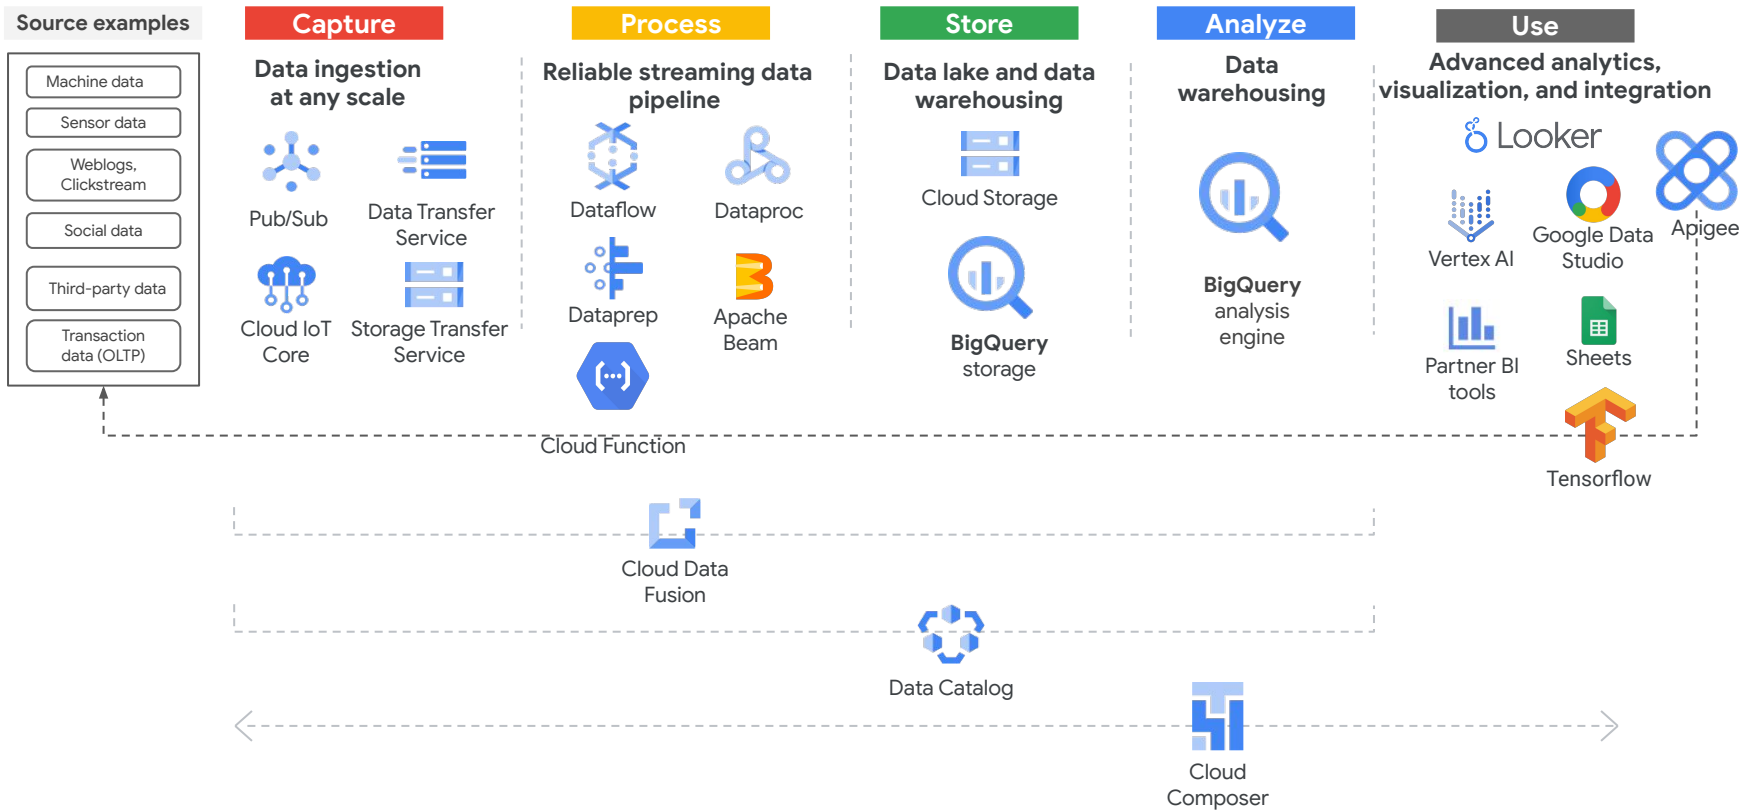 Source examples
Machine data
Sensor data
Weblogs,
Clickstream
Social data
Third-party data
Transaction
data (OLTP)
Capture
Data ingestion
at any scale
Pub/Sub
Data Transfer
Service
Cloud IoT
Core
Storage Transfer
Service
Process
Reliable streaming data
pipeline
Dataflow
Dataproc
Dataprep
Apache
Beam
Cloud Function
Store
Data lake and data
warehousing
Cloud Storage
BigQuery
storage
Analyze
Data
warehousing
BigQuery
analysis
engine
Use
Advanced analytics,
visualization, and integration
Looker
Vertex AI
Google Data
Studio
Apigee
Partner BI
tools
Sheets
Tensorflow
Cloud Data
Fusion
Data Catalog
Cloud
Composer